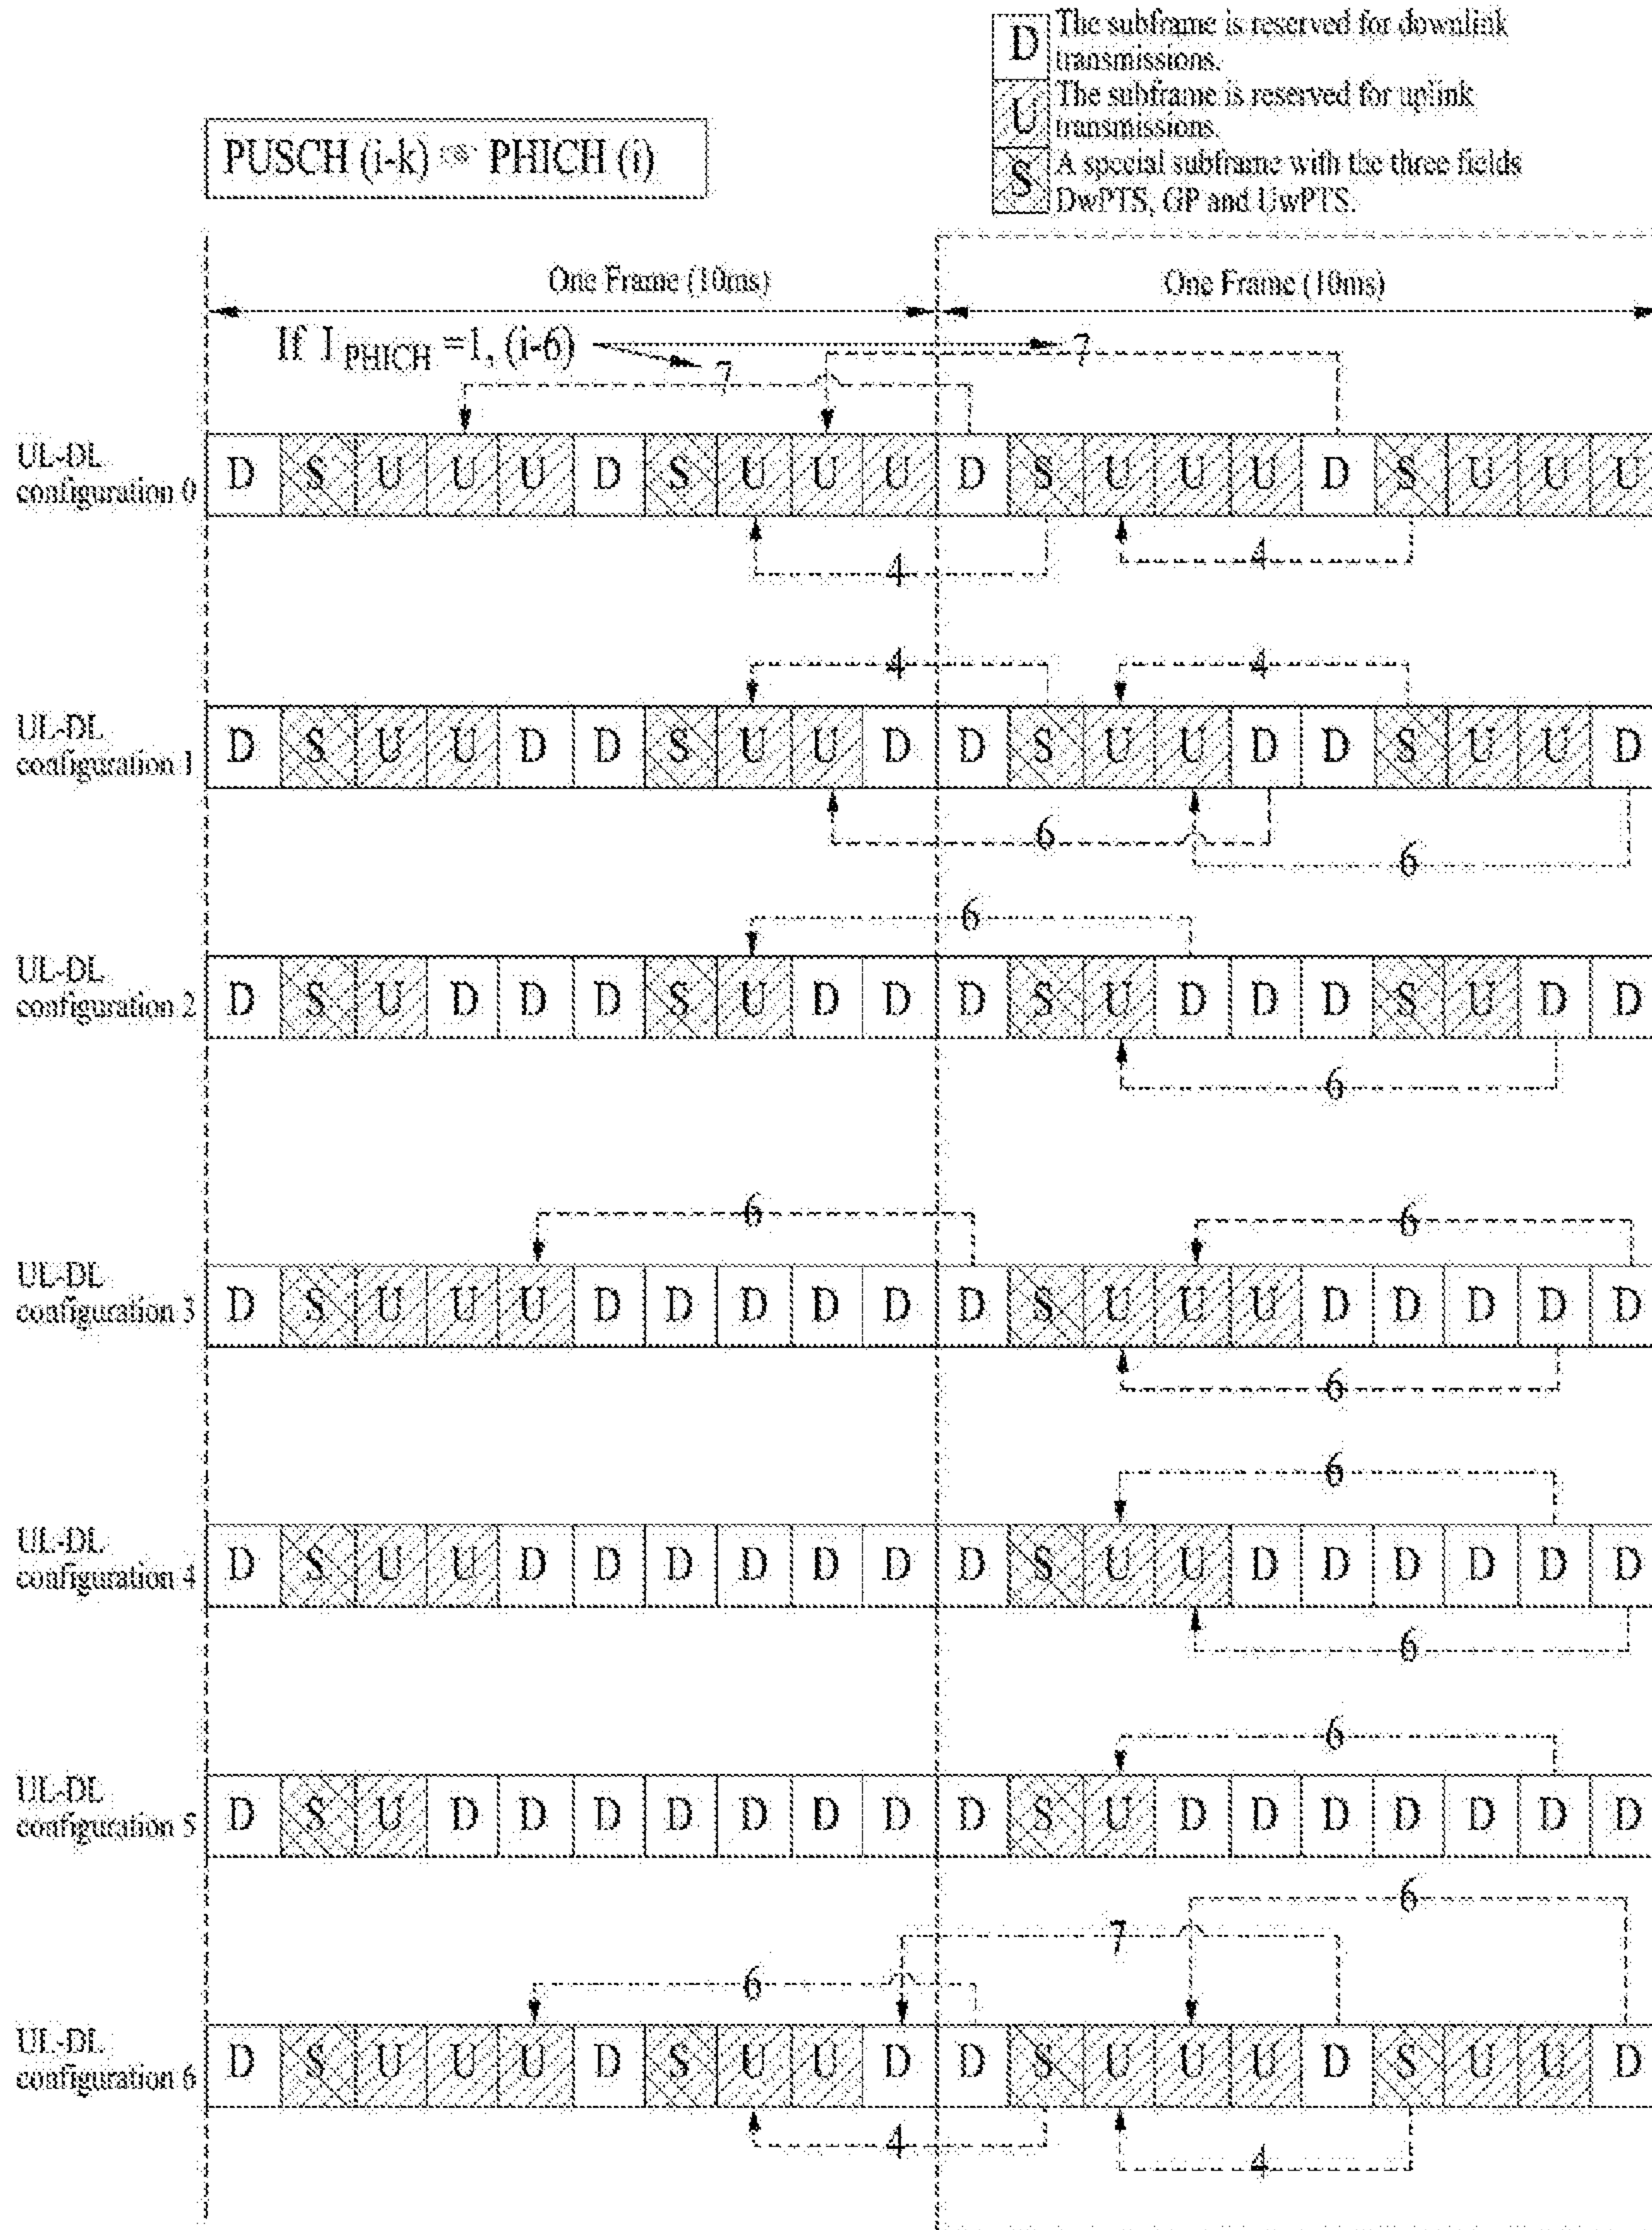 D The subframe is reserved for downlink
transmissions.
U The subframe is reserved for uplink
transmissions.
S A special subframe with the three fields
DwPTS, GP and UwPTS.
PUSCH (i-k) PHICH (i)
One Frame (10ms) One Frame (10ms)
If I PHICH =1, (i-6) 7 7
UL-DL
configuration 0 D S U U U D S U U U D S U U U D S U U U
4 4
4 4
UL-DL
configuration 1 D S U U D D S U U D D S U U D D S U U D
6 6
6
UL-DL
configuration 2 D S U D D D S U D D D S U D D D S U D D
6
6 6
UL-DL
configuration 3 D S U U U D D D D D D S U U U D D D D D
6
6
UL-DL
configuration 4 D S U U D D D D D D D S U U D D D D D D
6
6
UL-DL
configuration 5 D S U D D D D D D D D S U D D D D D D D
6
7
6
UL-DL
configuration 6 D S U U U D S U U D D S U U U D S U U D
4 4